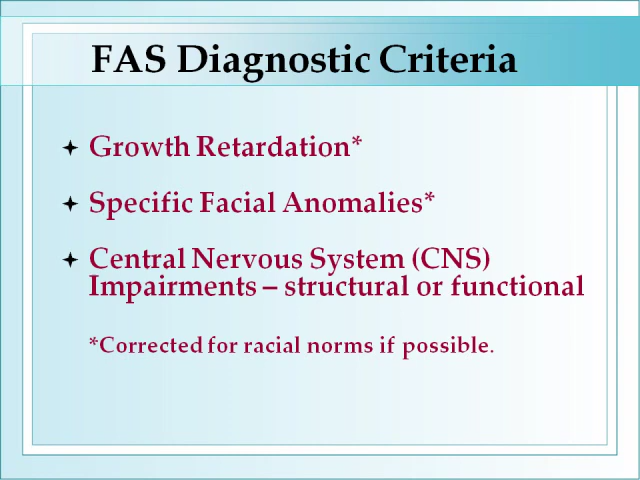 FAS Diagnostic Criteria
Growth Retardation*
Specific Facial Anomalies*
Central Nervous System (CNS)
Impairments – structural or functional
*Corrected for racial norms if possible.